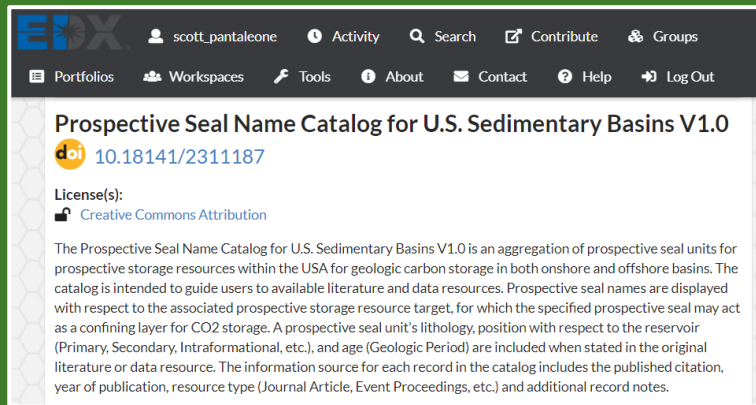 EDX
scott_pantaleone Activity Search Contribute Groups
Portfolios Workspaces Tools About Contact Help Log Out
Prospective Seal Name Catalog for U.S. Sedimentary Basins V1.0
doi 10.18141/2311187
License(s):
Creative Commons Attribution
The Prospective Seal Name Catalog for U.S. Sedimentary Basins V1.0 is an aggregation of prospective seal units for
prospective storage resources within the USA for geologic carbon storage in both onshore and offshore basins. The
catalog is intended to guide users to available literature and data resources. Prospective seal names are displayed
with respect to the associated prospective storage resource target, for which the specified prospective seal may act
as a confining layer for CO2 storage. A prospective seal unit's lithology, position with respect to the reservoir
(Primary, Secondary, Intraformational, etc.), and age (Geologic Period) are included when stated in the original
literature or data resource. The information source for each record in the catalog includes the published citation,
year of publication, resource type (Journal Article, Event Proceedings, etc.) and additional record notes.